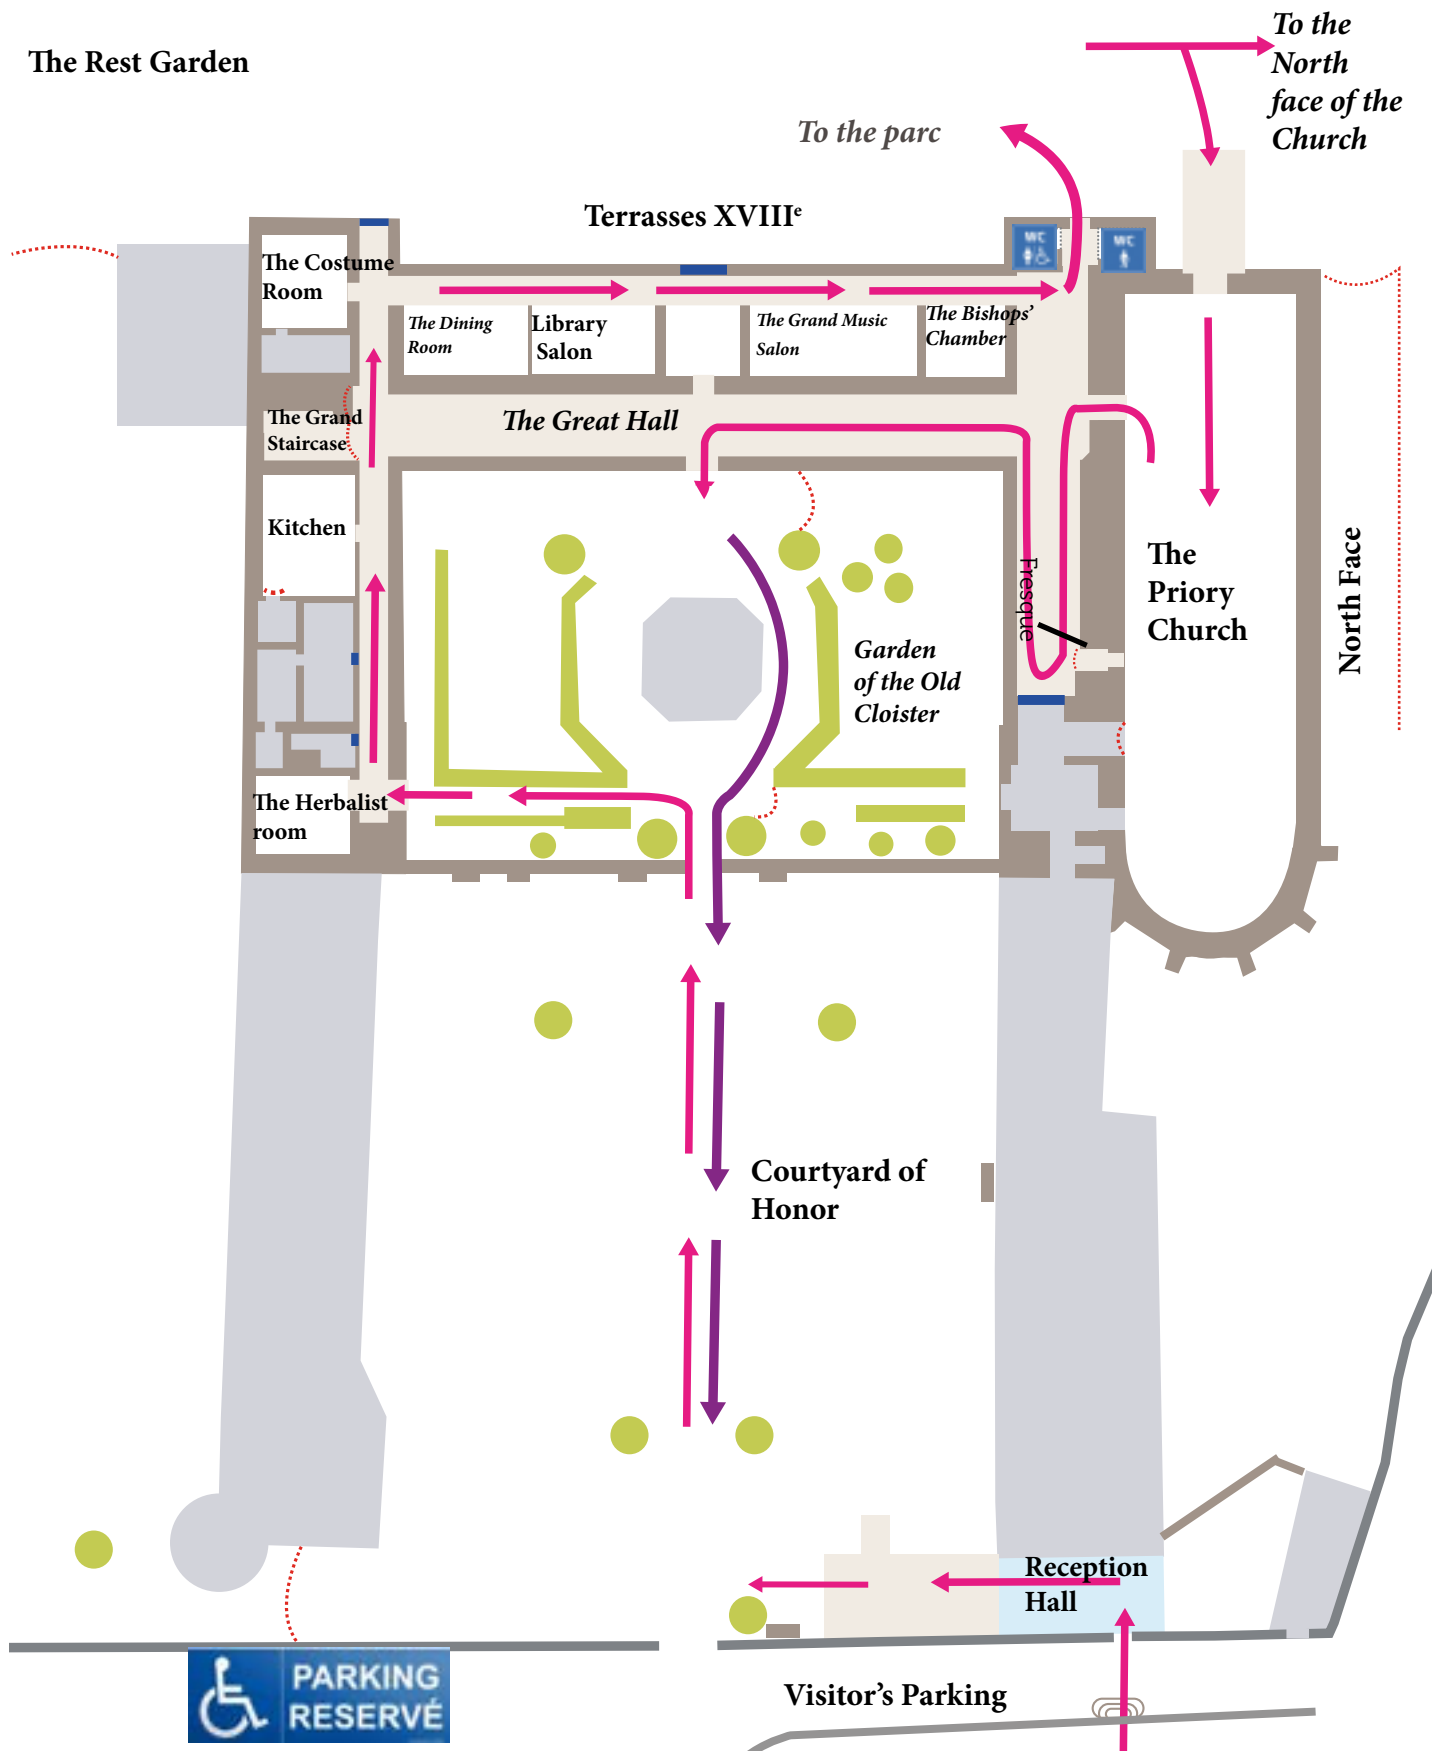 The Rest Garden
To the
North
face of the
Church
To the parc
Terrasses XVIIIe
WC
WC
The Costume
Room
The Dining
Room
Library
Salon
The Grand Music
Salon
The Bishops'
Chamber
The Grand
Staircase
The Great Hall
Kitchen
Fresque
The
Priory
Church
North Face
Garden
of the Old
Cloister
The Herbalist
room
Courtyard of
Honor
Reception
Hall
PARKING
RESERVÉ
Visitor's Parking